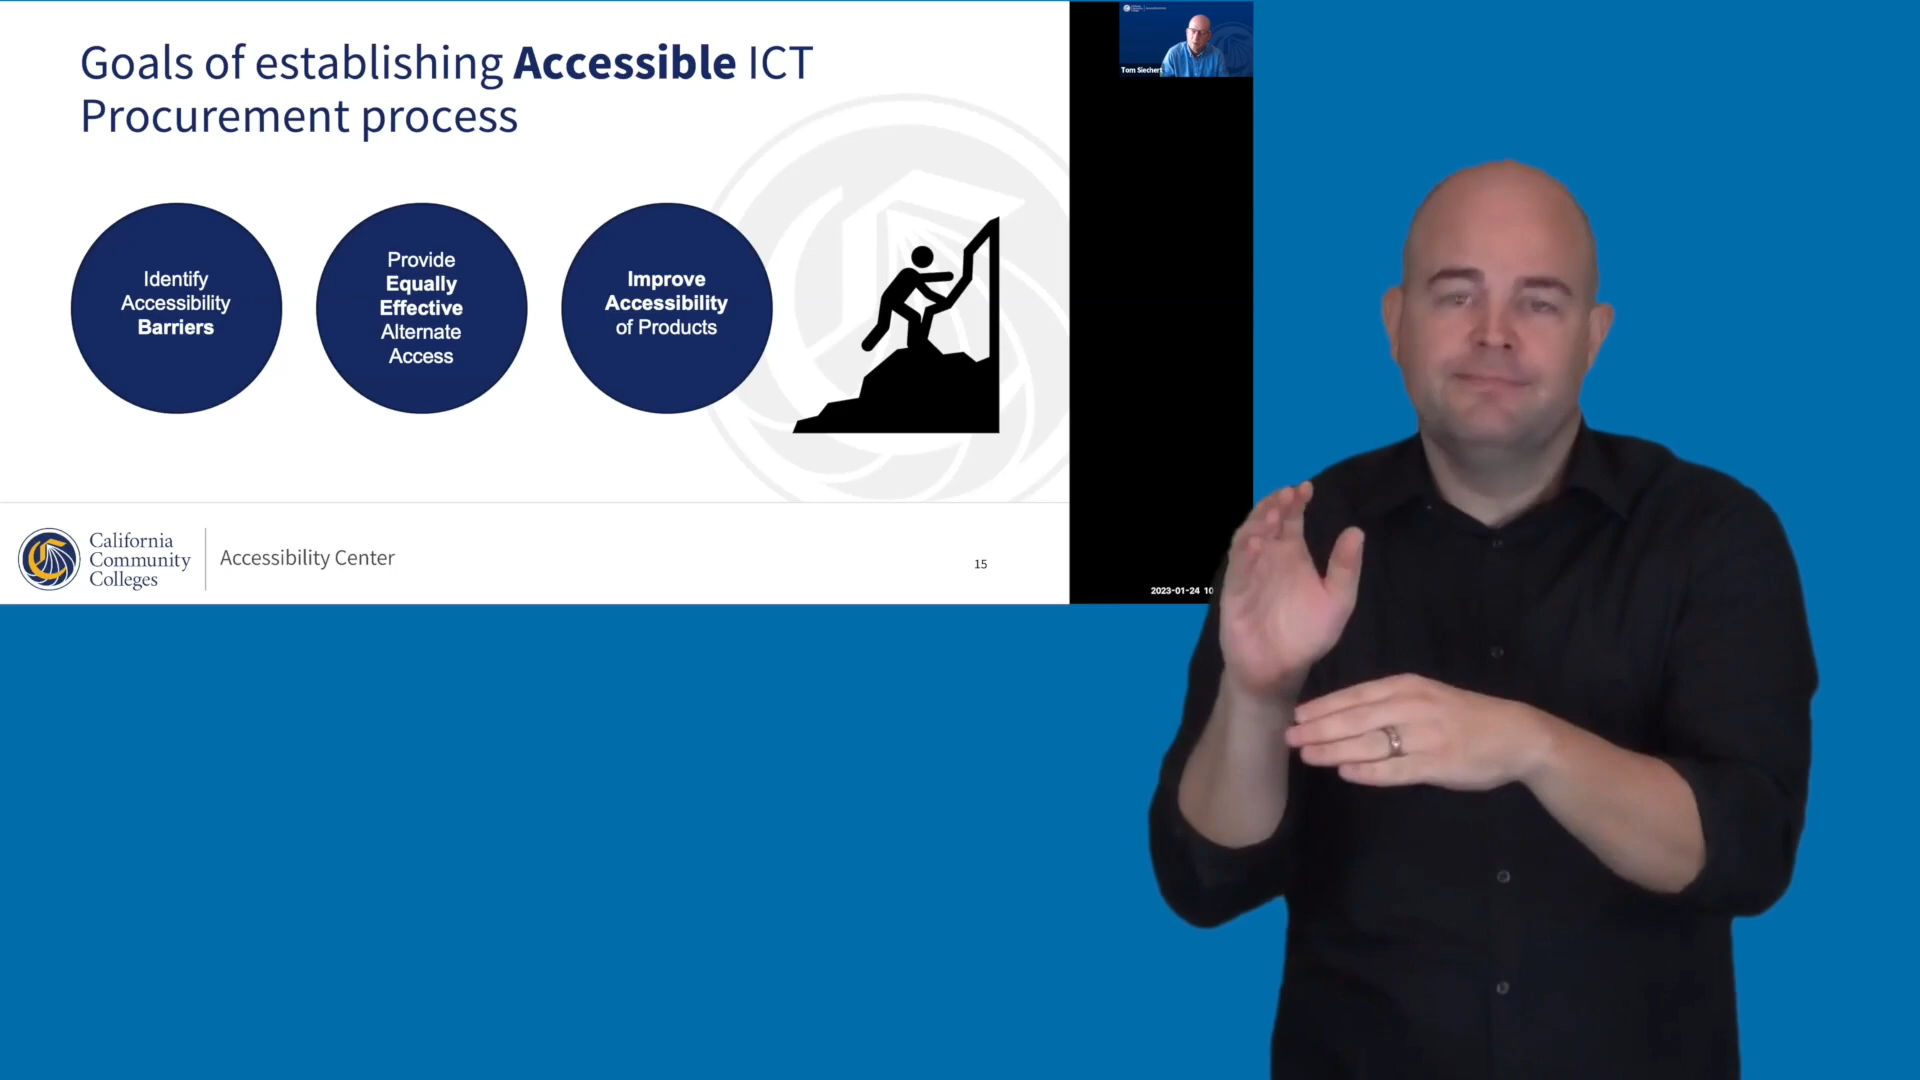 Goals of establishing Accessible ICT
Procurement process
Identify
Accessibility
Barriers
Provide
Equally
Effective
Alternate
Access
Improve
Accessibility
of Products
California
Community
Colleges
Accessibility Center
15
Tom Siechert
2023-01-24 10